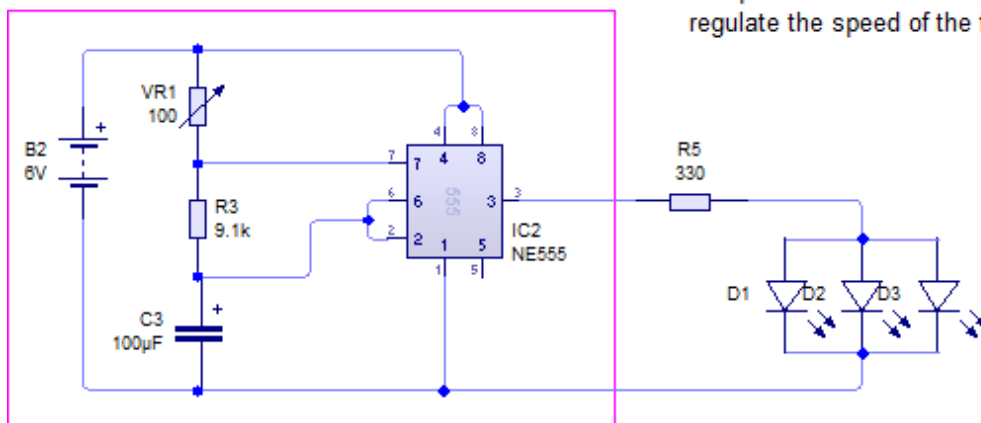 regulate the speed of the
VR1
100
B2
6V
+
R3
9.1k
C3
100µF
+
4
8
7
7
4
8
6
6
555
3
3
2
2
1
5
1
5
IC2
NE555
R5
330
D1
D2
D3